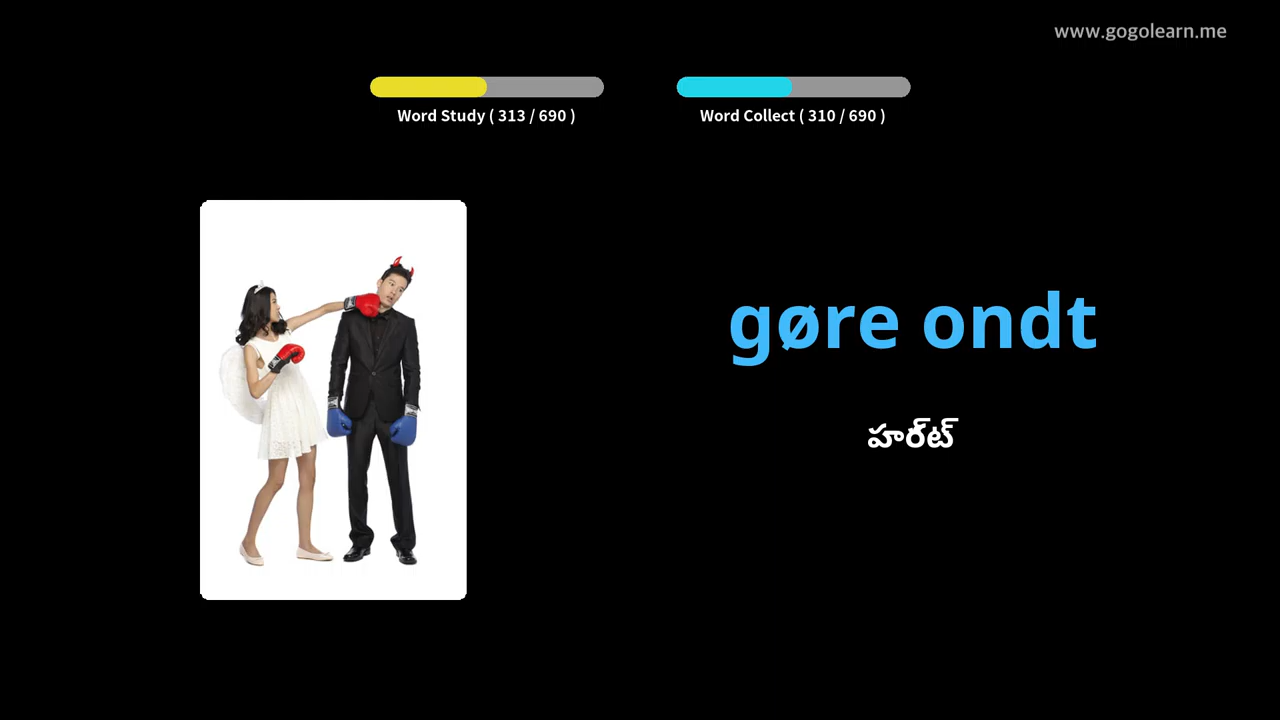 www.gogolearn.me
Word Study ( 313 / 690 )
Word Collect ( 310 / 690 )
gøre ondt
హర్ట్